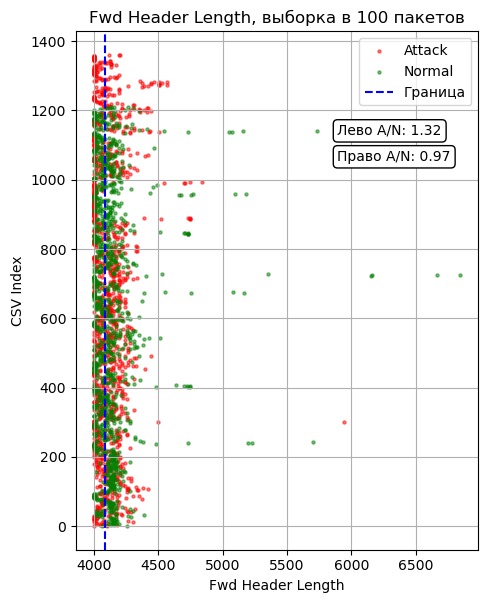 Fwd Header Length, выборка в 100 пакетов
Attack
Normal
Граница
Лево A/N: 1.32
Право A/N: 0.97
CSV Index
1400
1200
1000
800
600
400
200
0
4000 4500 5000 5500 6000 6500
Fwd Header Length